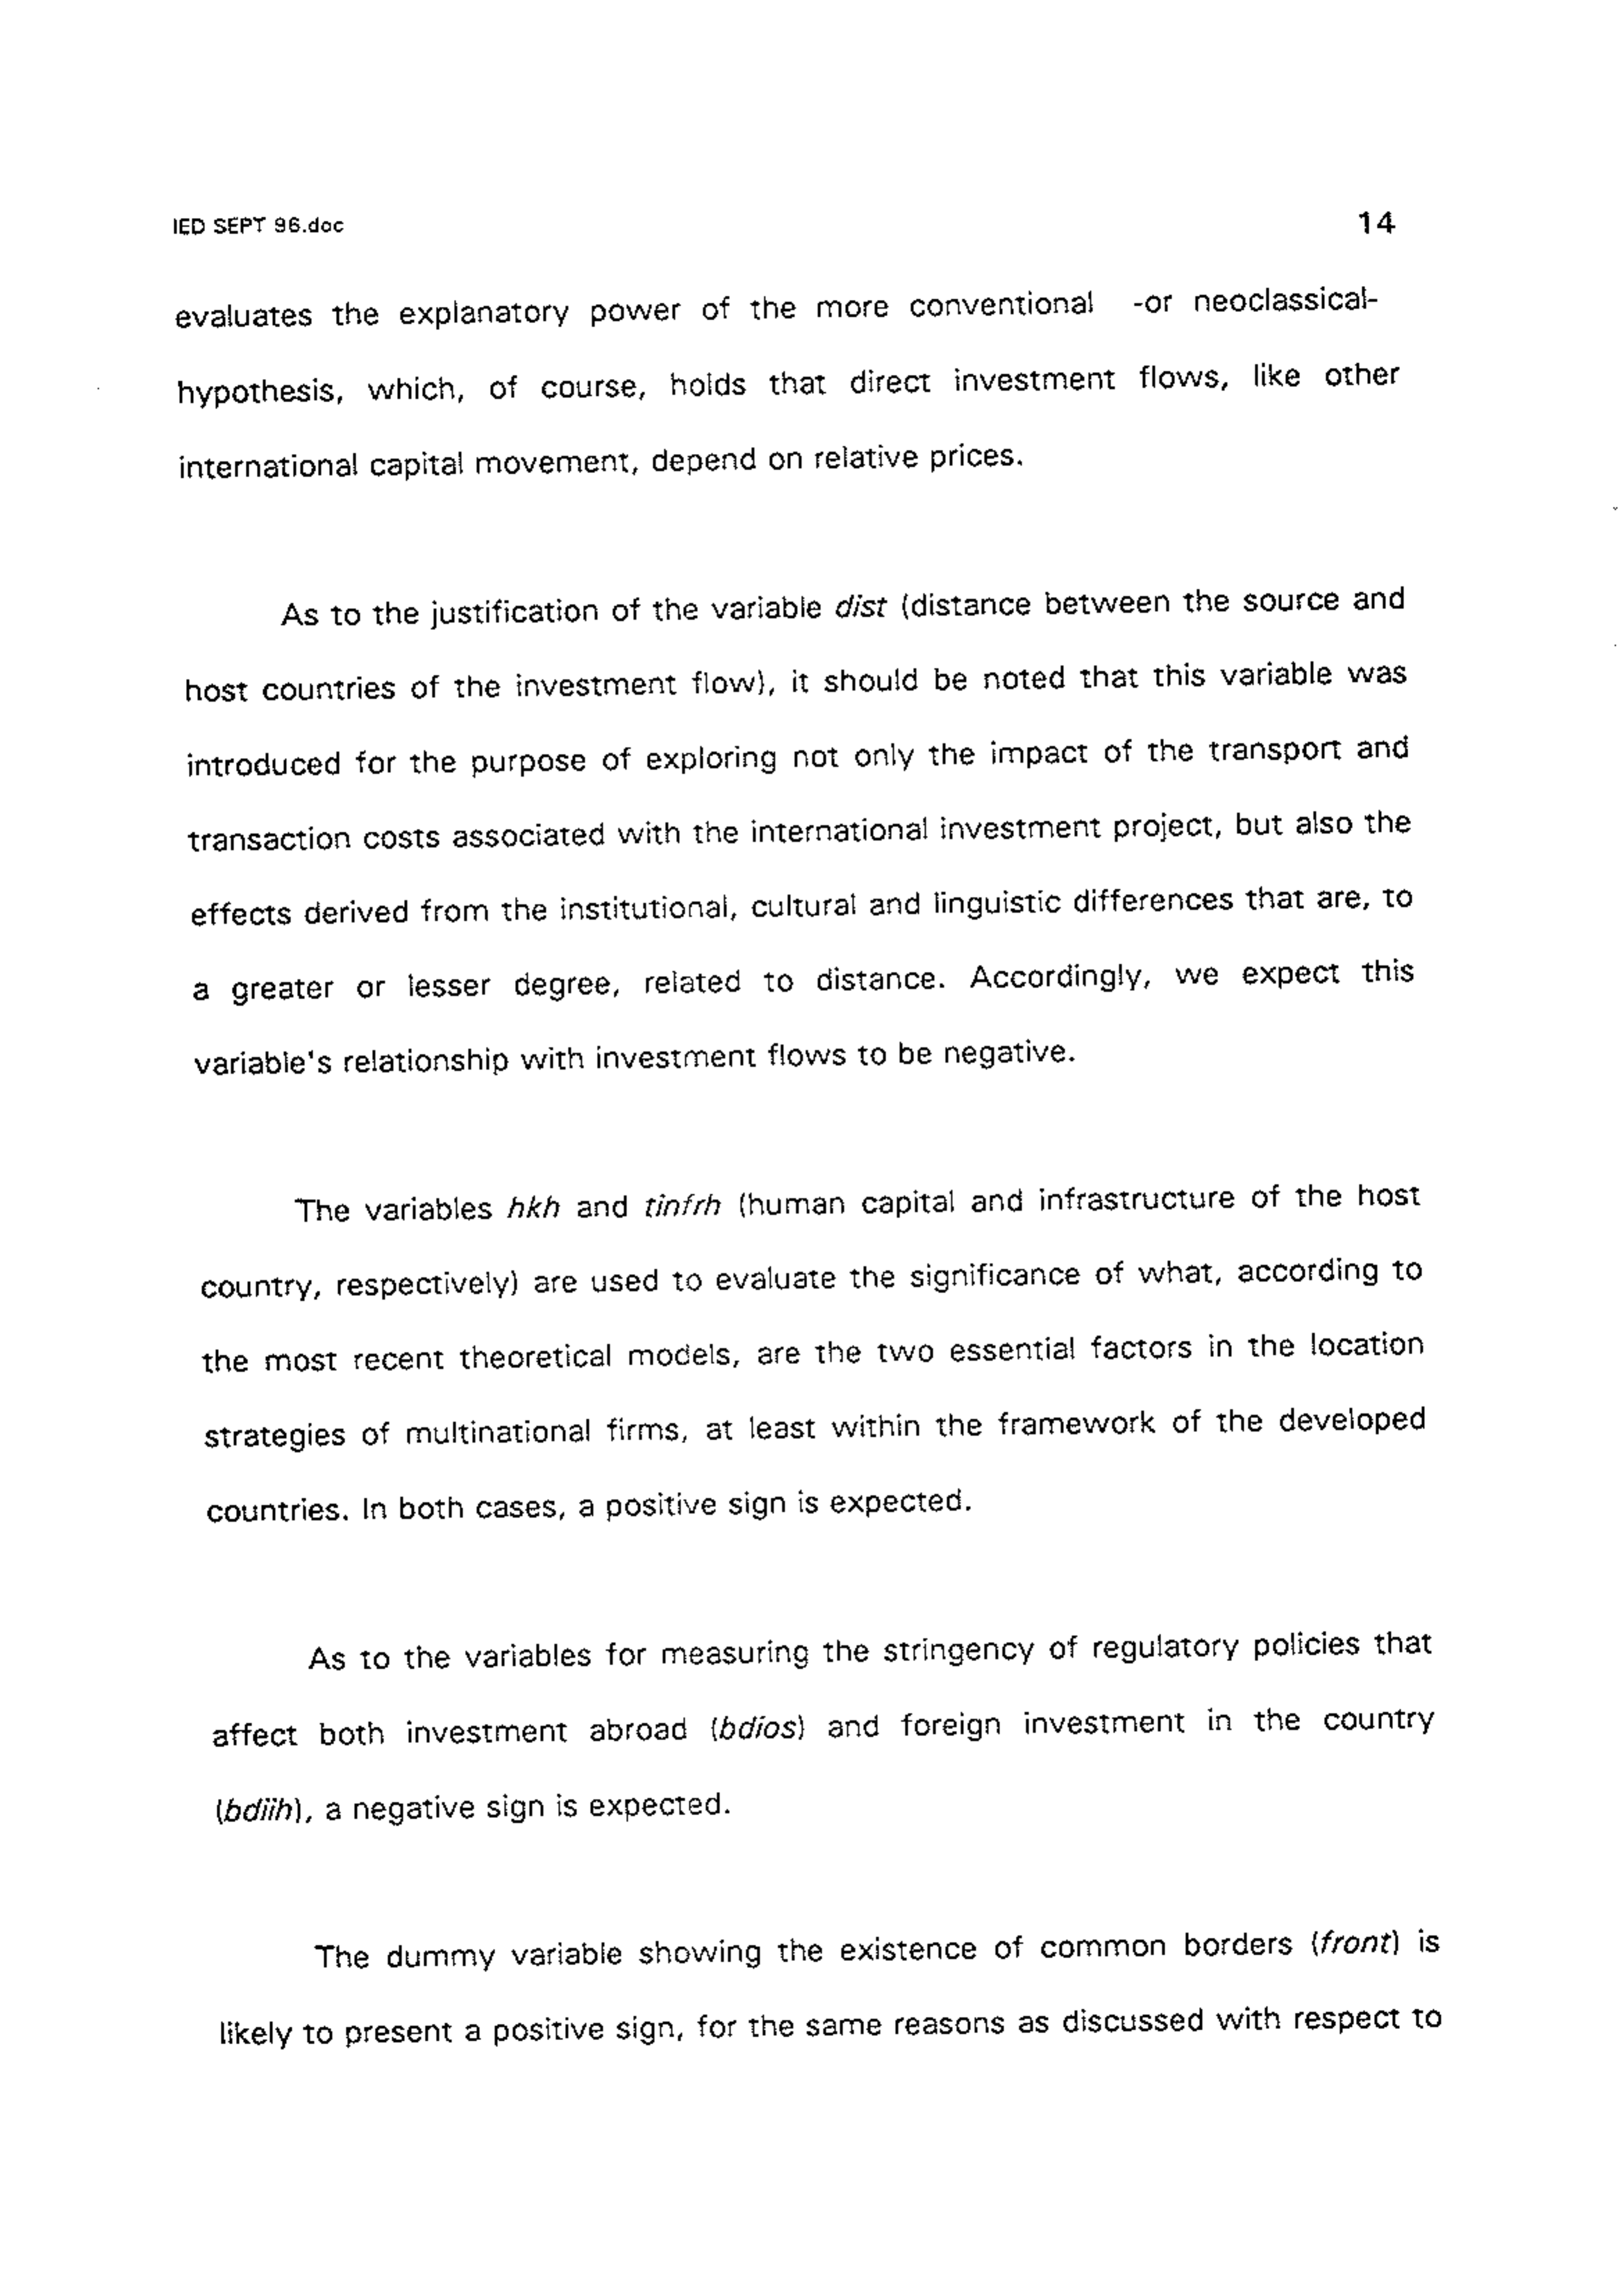 IED SEPT 96.doc 14
evaluates the explanatory power of the more conventional -or neoclassical-
hypothesis, which, of course, holds that direct investment flows, like other
international capital movement, depend on relative prices.
As to the justification of the variable dist (distance between the source and
host countries of the investment flow), it should be noted that this variable was
introduced for the purpose of exploring not only the impact of the transport and
transaction costs associated with the international investment project, but also the
effects derived from the institutional, cultural and linguistic differences that are, to
a greater or lesser degree, related to distance. Accordingly, we expect this
variable's relationship with investment flows to be negative.
The variables hkh and tinfrh (human capital and infrastructure of the host
country, respectively) are used to evaluate the significance of what, according to
the most recent theoretical models, are the two essential factors in the location
strategies of multinational firms, at least within the framework of the developed
countries. In both cases, a positive sign is expected.
As to the variables for measuring the stringency of regulatory policies that
affect both investment abroad (bdios) and foreign investment in the country
(bdiih), a negative sign is expected.
The dummy variable showing the existence of common borders (front) is
likely to present a positive sign, for the same reasons as discussed with respect to